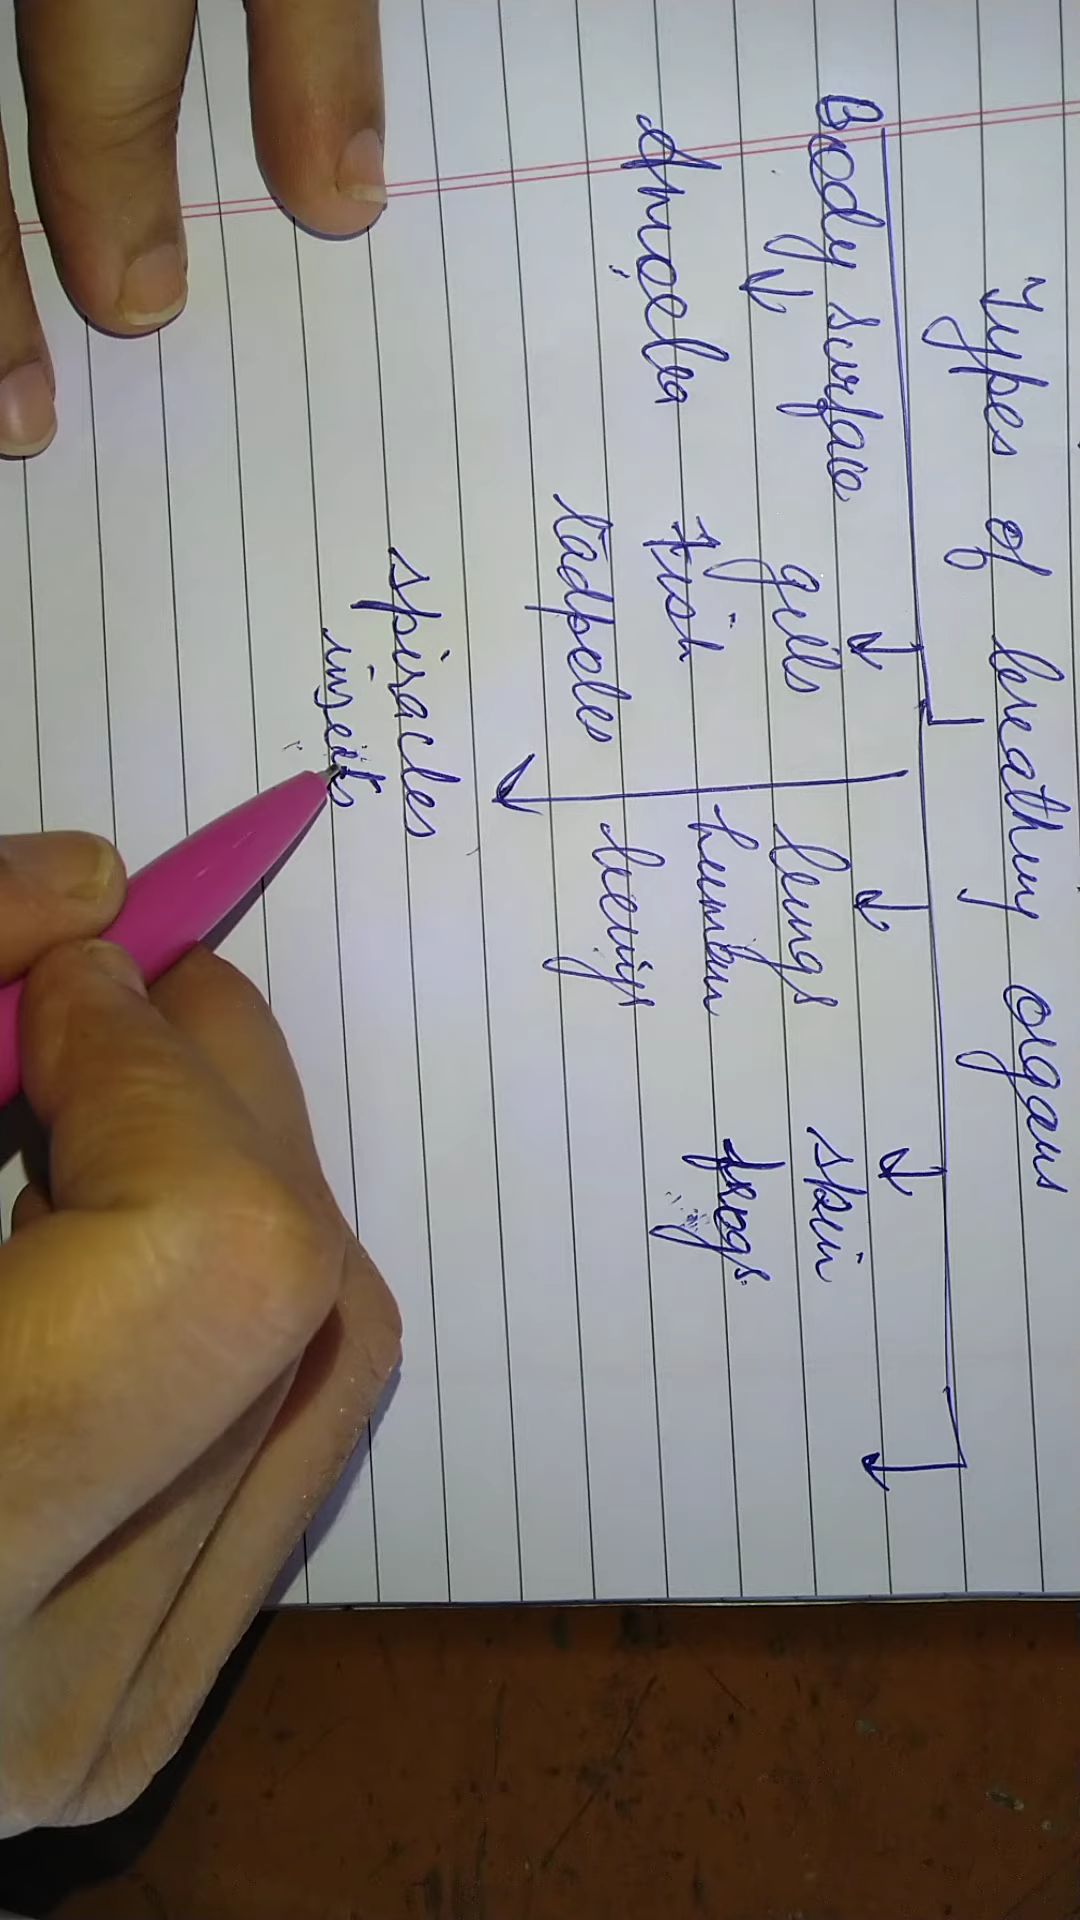 Types of breathing organs
Body surface gills lungs skin
Amoeba fish human frogs
tadpoles beings
spiracles
insects